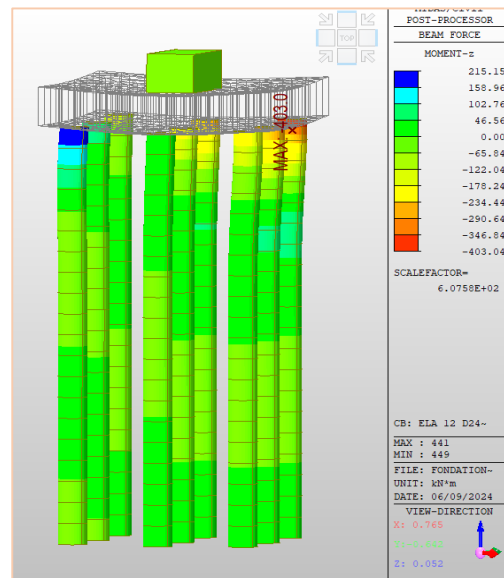 MIDAS/Civil
POST-PROCESSOR
BEAM FORCE
MOMENT-z
215.15
158.96
102.76
46.56
0.00
-65.84
-122.04
-178.24
-234.44
-290.64
-346.84
-403.04
SCALEFACTOR=
6.0758E+02
TOP
MAX: -403.0
CB: ELA 12 D24~
MAX : 441
MIN : 449
FILE: FONDATION~
UNIT: kN*m
DATE: 06/09/2024
VIEW-DIRECTION
X: 0.765
Z: 0.052